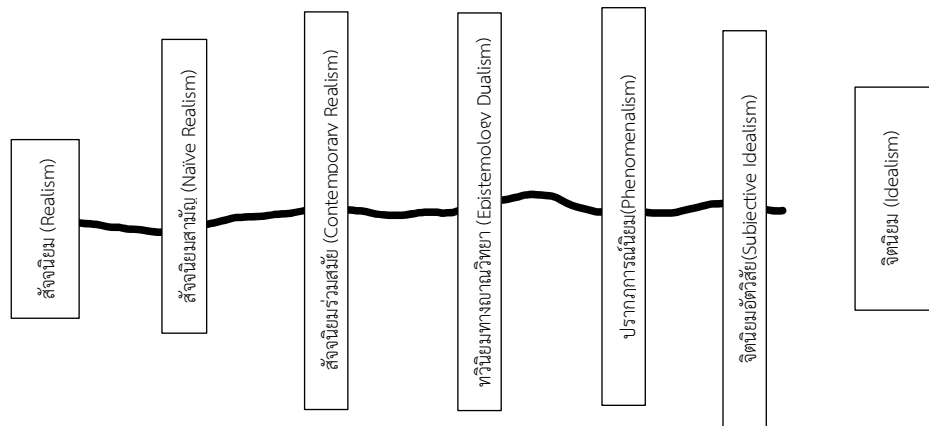 สัจนิยม (Realism)
สัจนิยมสามัญ (Naïve Realism)
สัจนิยมร่วมสมัย (Contemporary Realism)
ทวินิยมทางญาณวิทยา (Epistemology Dualism)
ปรากฏการณ์นิยม(Phenomenalism)
จิตนิยมอัตวิสัย(Subjective Idealism)
จิตนิยม (Idealism)